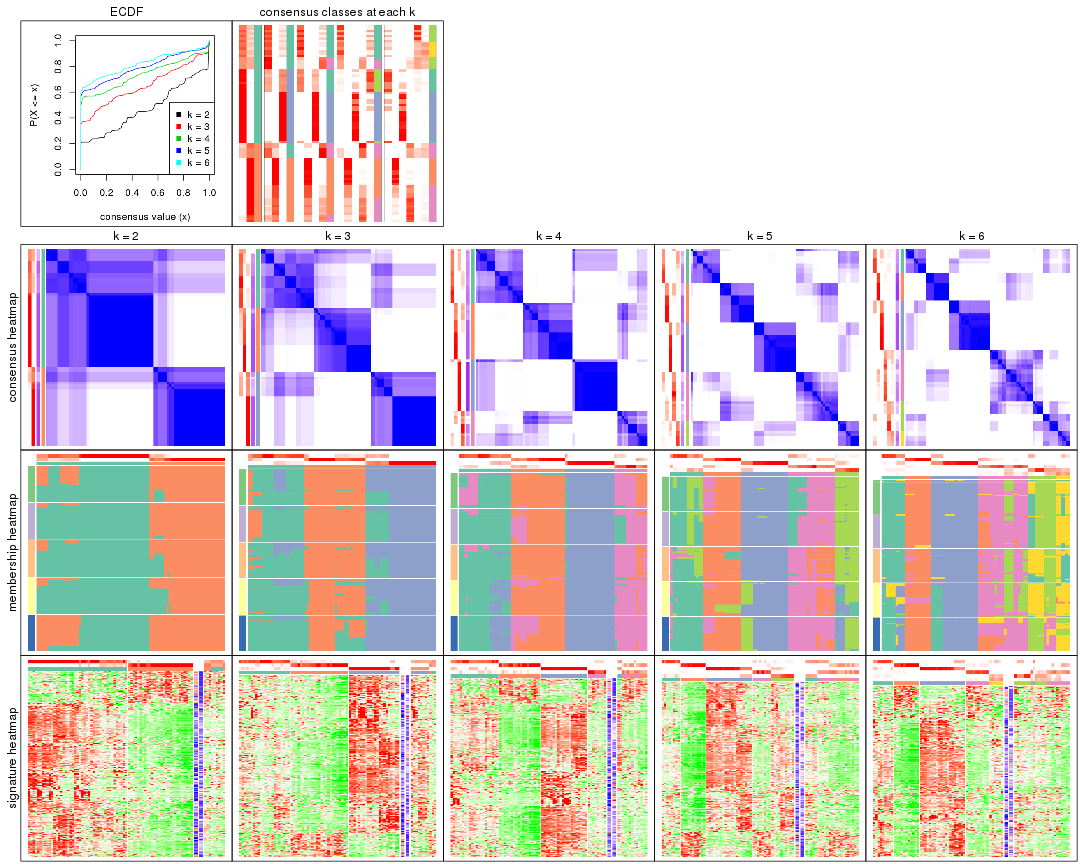 ECDF
consensus classes at each k
P(X <= x)
0.0 0.2 0.4 0.6 0.8 1.0
k = 2
k = 3
k = 4
k = 5
k = 6
0.0 0.2 0.4 0.6 0.8 1.0
consensus value (x)
k = 2
k = 3
k = 4
k = 5
k = 6
consensus heatmap
membership heatmap
signature heatmap